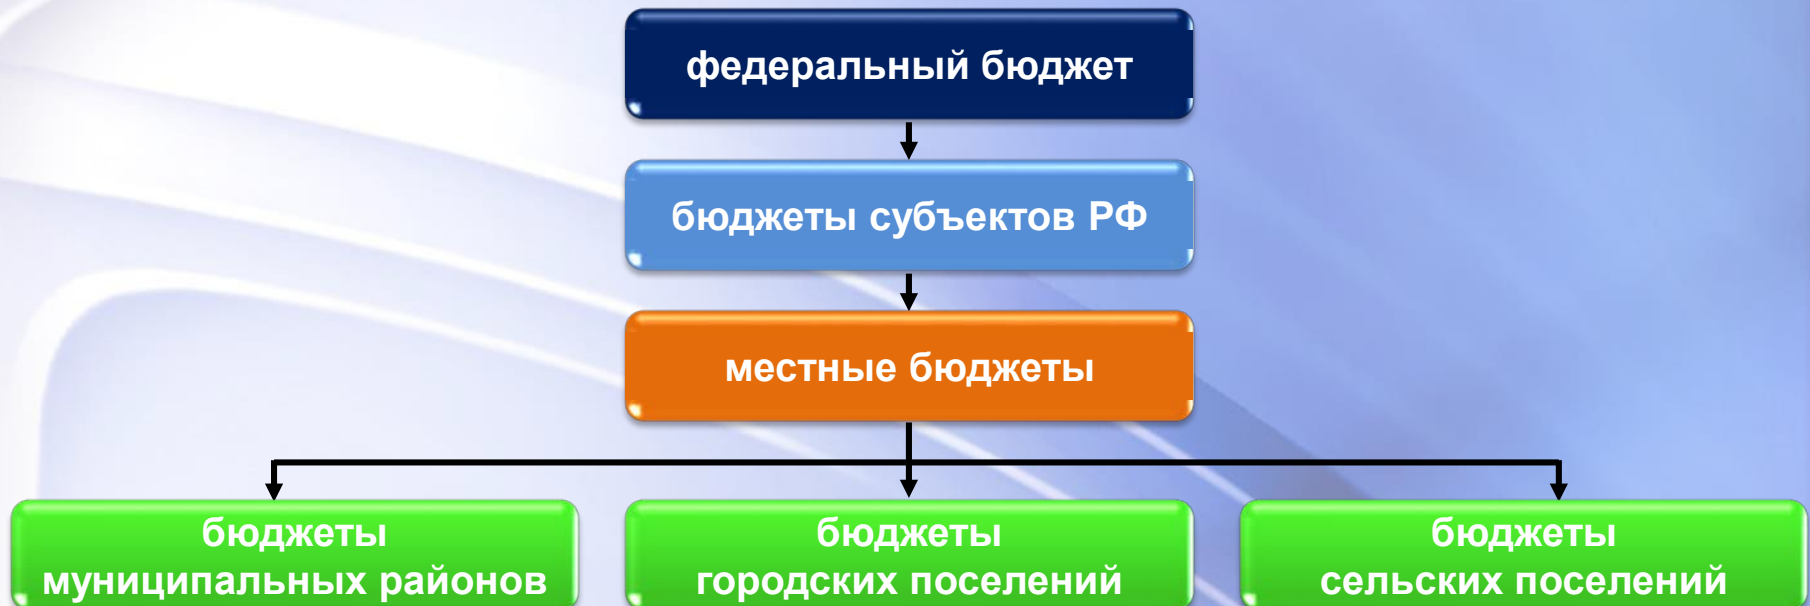 федеральный бюджет
бюджеты субъектов РФ
местные бюджеты
бюджеты
муниципальных районов
бюджеты
городских поселений
бюджеты
сельских поселений